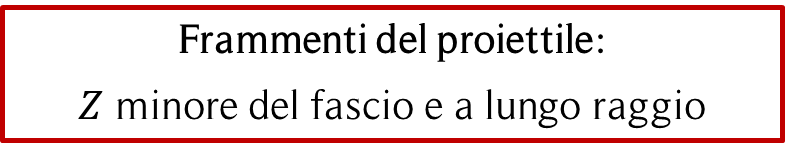 Frammenti del proiettile:
Z minore del fascio e a lungo raggio